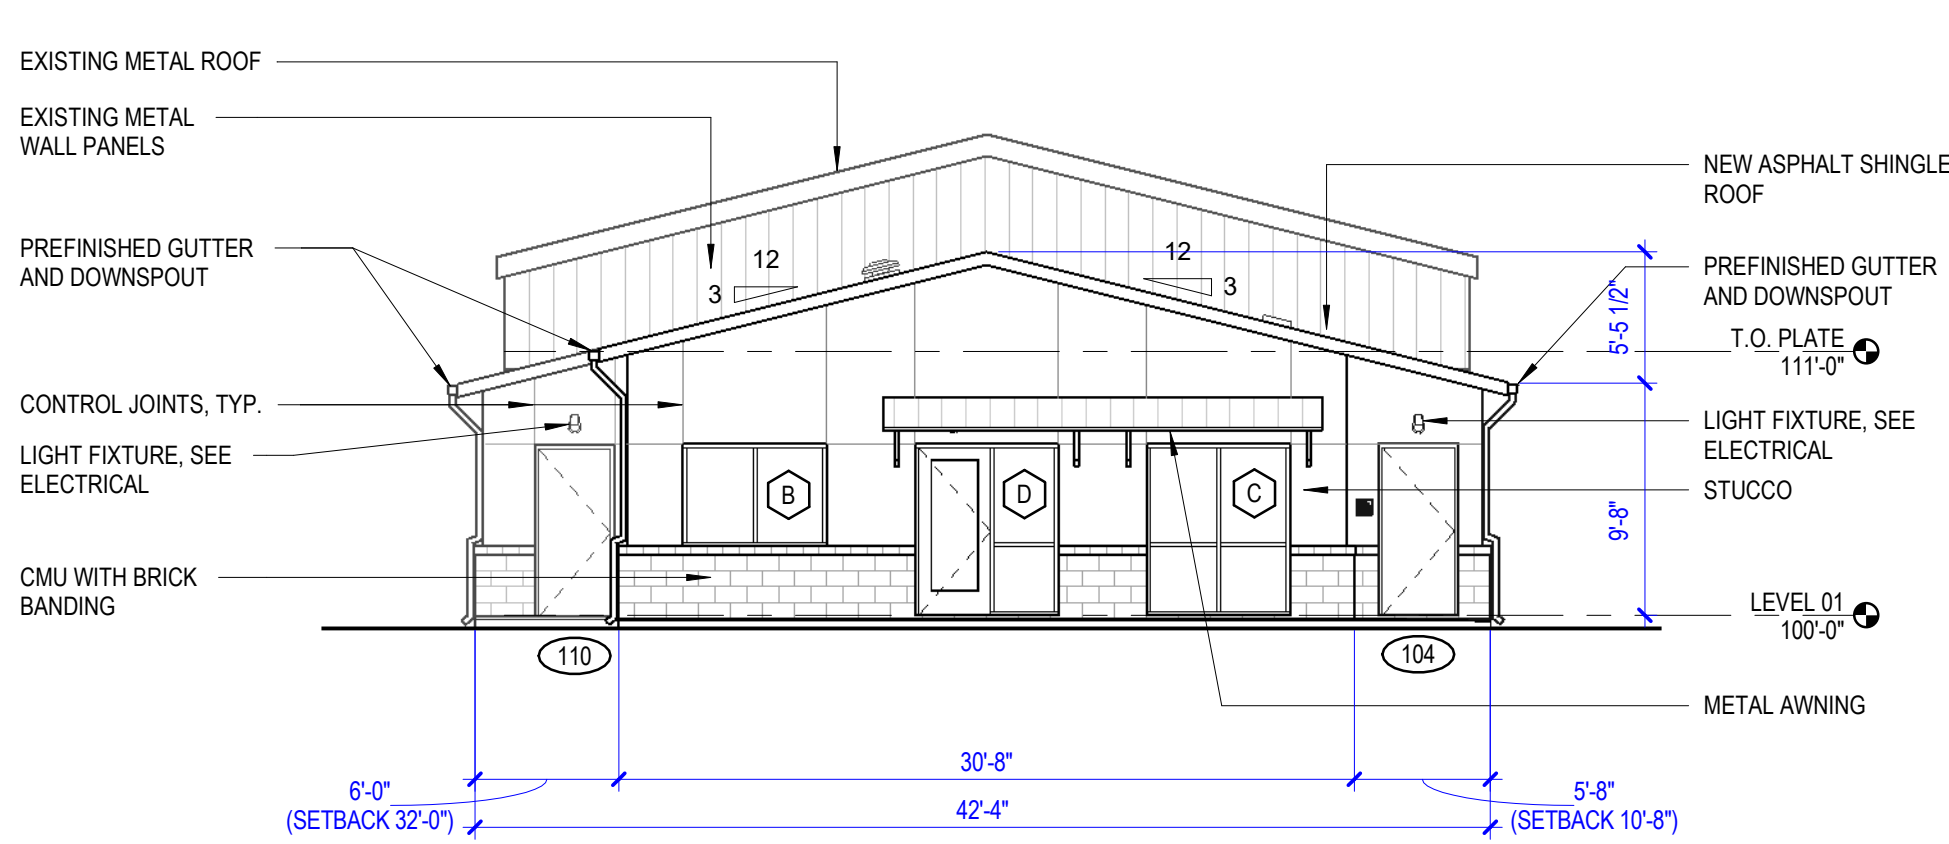 EXISTING METAL ROOF
EXISTING METAL
WALL PANELS
PREFINISHED GUTTER
AND DOWNSPOUT
CONTROL JOINTS, TYP.
LIGHT FIXTURE, SEE
ELECTRICAL
CMU WITH BRICK
BANDING
12
3
12
3
B
D
C
110
104
NEW ASPHALT SHINGLE
ROOF
PREFINISHED GUTTER
AND DOWNSPOUT
5'-5 1/2"
T.O. PLATE
111'-0"
LIGHT FIXTURE, SEE
ELECTRICAL
STUCCO
9'-8"
LEVEL 01
100'-0"
METAL AWNING
30'-8"
6'-0"
(SETBACK 32'-0")
42'-4"
5'-8"
(SETBACK 10'-8")